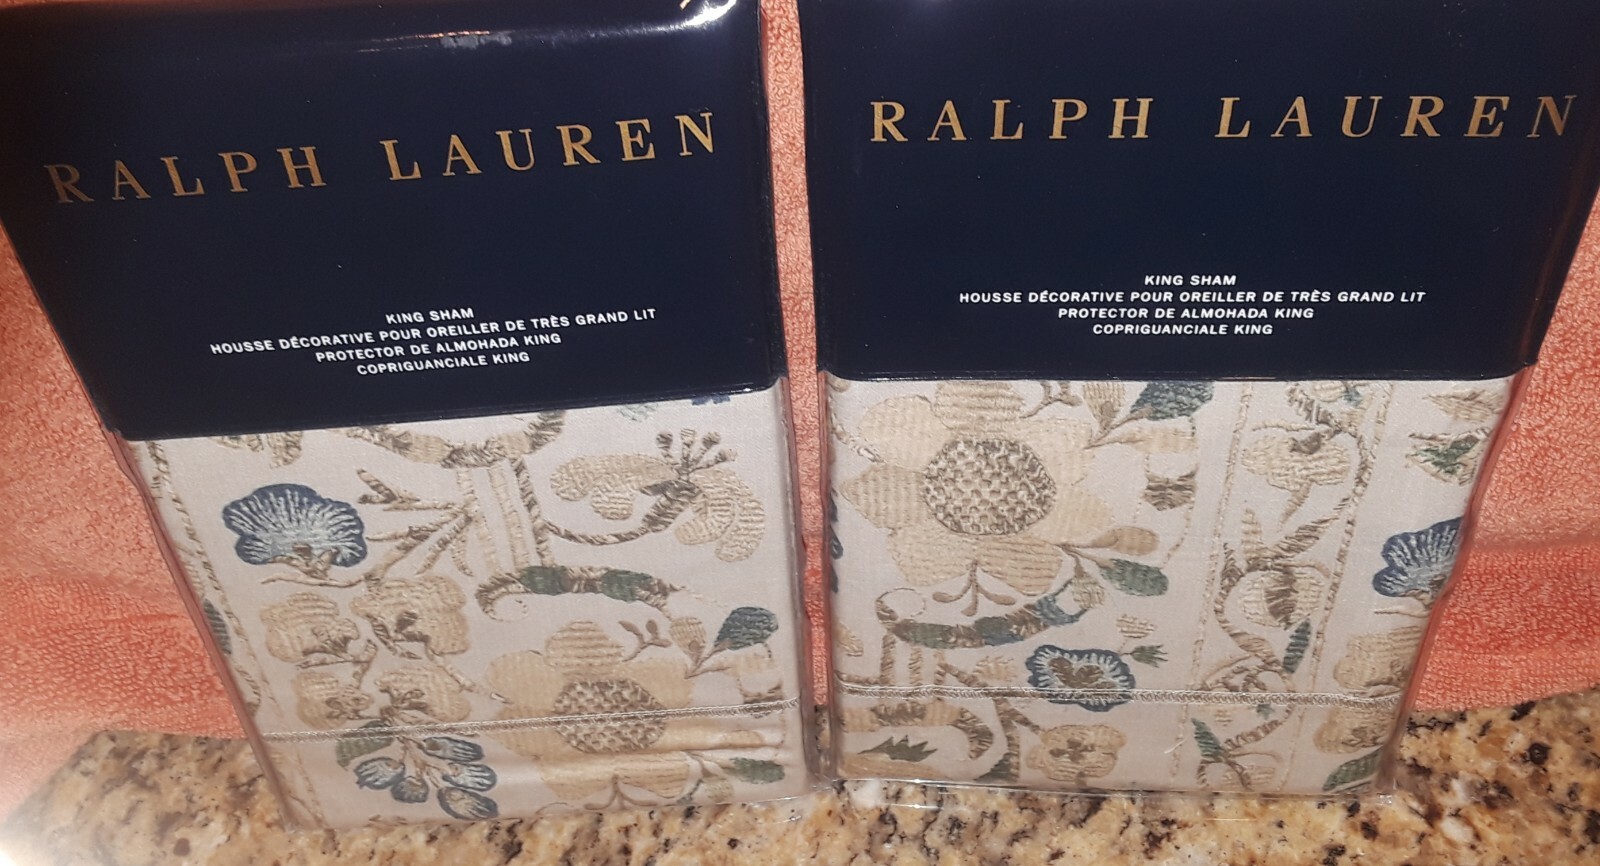 RALPH LAUREN
KING SHAM
HOUSSE DÉCORATIVE POUR OREILLER DE TRÈS GRAND LIT
PROTECTOR DE ALMOHADA KING
COPRIGUANCIALE KING
RALPH LAUREN
KING SHAM
HOUSSE DÉCORATIVE POUR OREILLER DE TRÈS GRAND LIT
PROTECTOR DE ALMOHADA KING
COPRIGUANCIALE KING